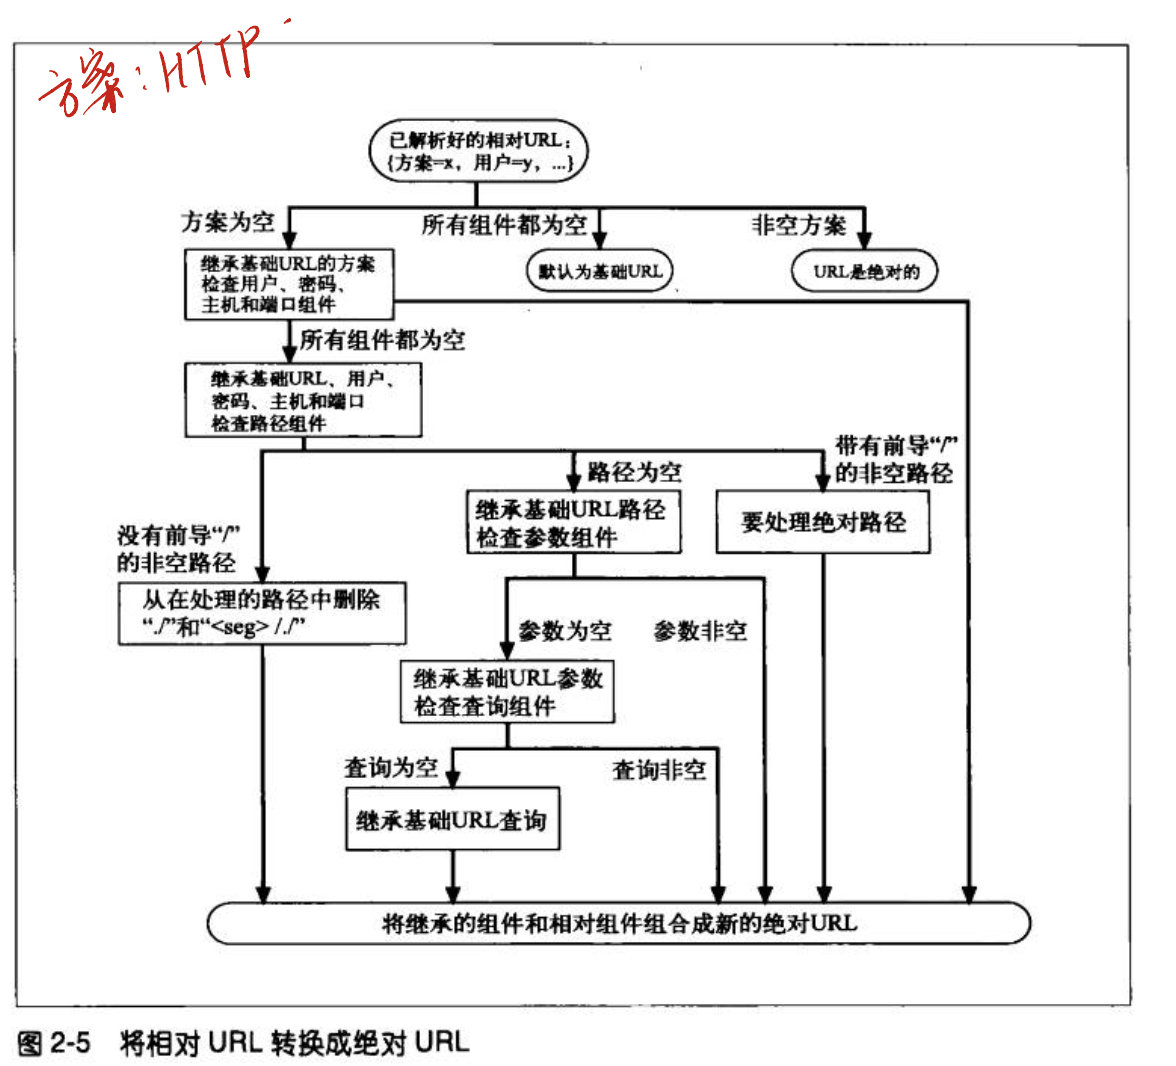 方案：HTTP
已解析好的相对URL：
{方案=x，用户=y，...}
方案为空
所有组件都为空
非空方案
继承基础URL的方案
检查用户、密码、
主机和端口组件
默认为基础URL
URL是绝对的
所有组件都为空
继承基础URL、用户、
密码、主机和端口
检查路径组件
带有前导“/”
的非空路径
路径为空
继承基础URL路径
检查参数组件
要处理绝对路径
没有前导“/”
的非空路径
从在处理的路径中删除
“./”和“<seg> /./”
参数为空
参数非空
继承基础URL参数
检查查询组件
查询为空
查询非空
继承基础URL查询
将继承的组件和相对组件组合成新的绝对URL
图 2-5 将相对 URL 转换成绝对 URL